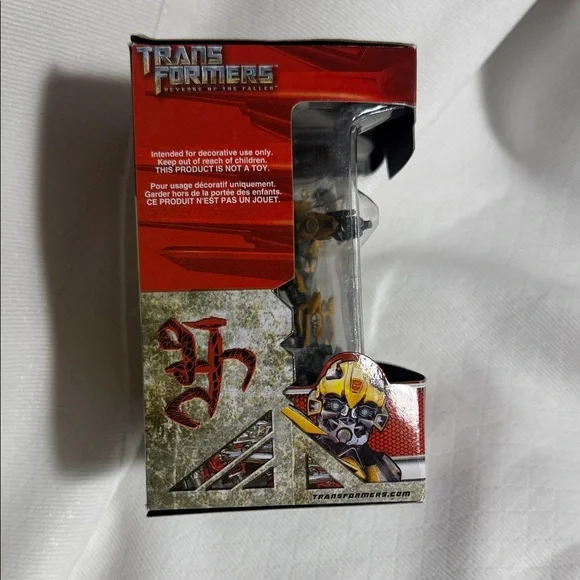 TRANS
FORMERS
REVENGE OF THE FALLEN
Intended for decorative use only.
Keep out of reach of children.
THIS PRODUCT IS NOT A TOY.
Pour usage décoratif uniquement.
Garder hors de la portée des enfants.
CE PRODUIT N'EST PAS UN JOUET.
TRANSFORMERS.COM